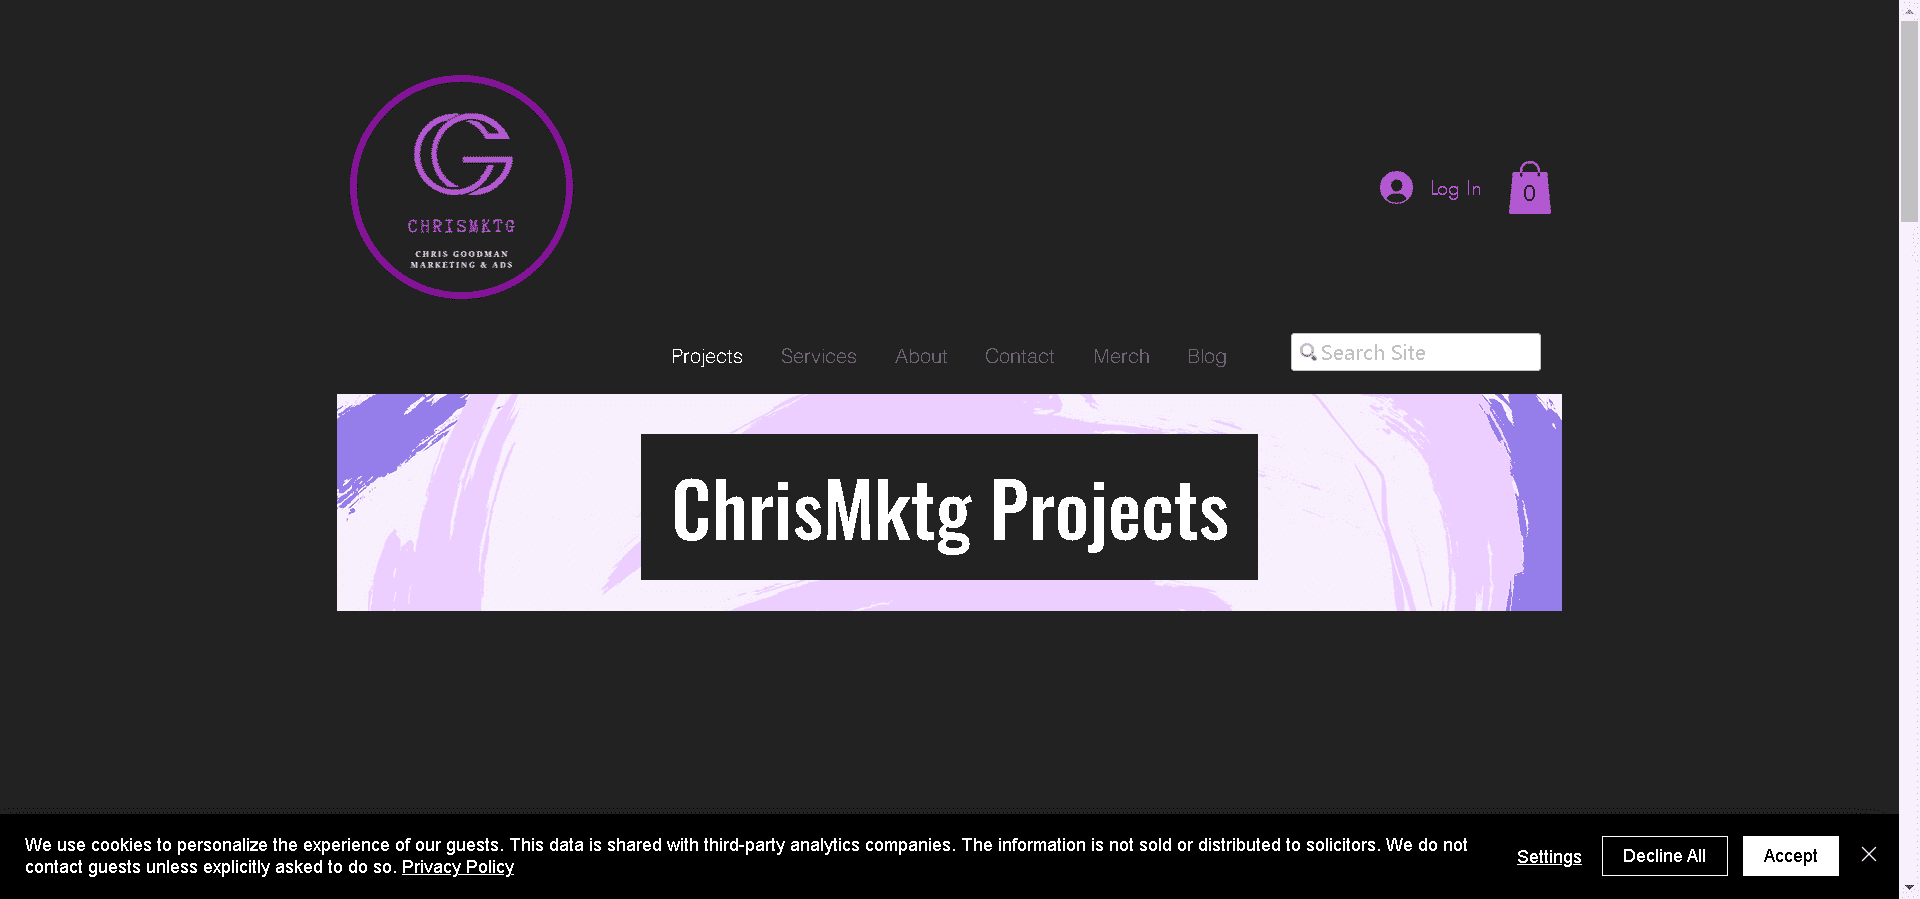 CHRISMKTG
CHRIS GOODMAN
MARKETING & ADS
Log In
0
Projects
Services
About
Contact
Merch
Blog
Search Site
ChrisMktg Projects
We use cookies to personalize the experience of our guests. This data is shared with third-party analytics companies. The information is not sold or distributed to solicitors. We do not
contact guests unless explicitly asked to do so. Privacy Policy
Settings
Decline All
Accept